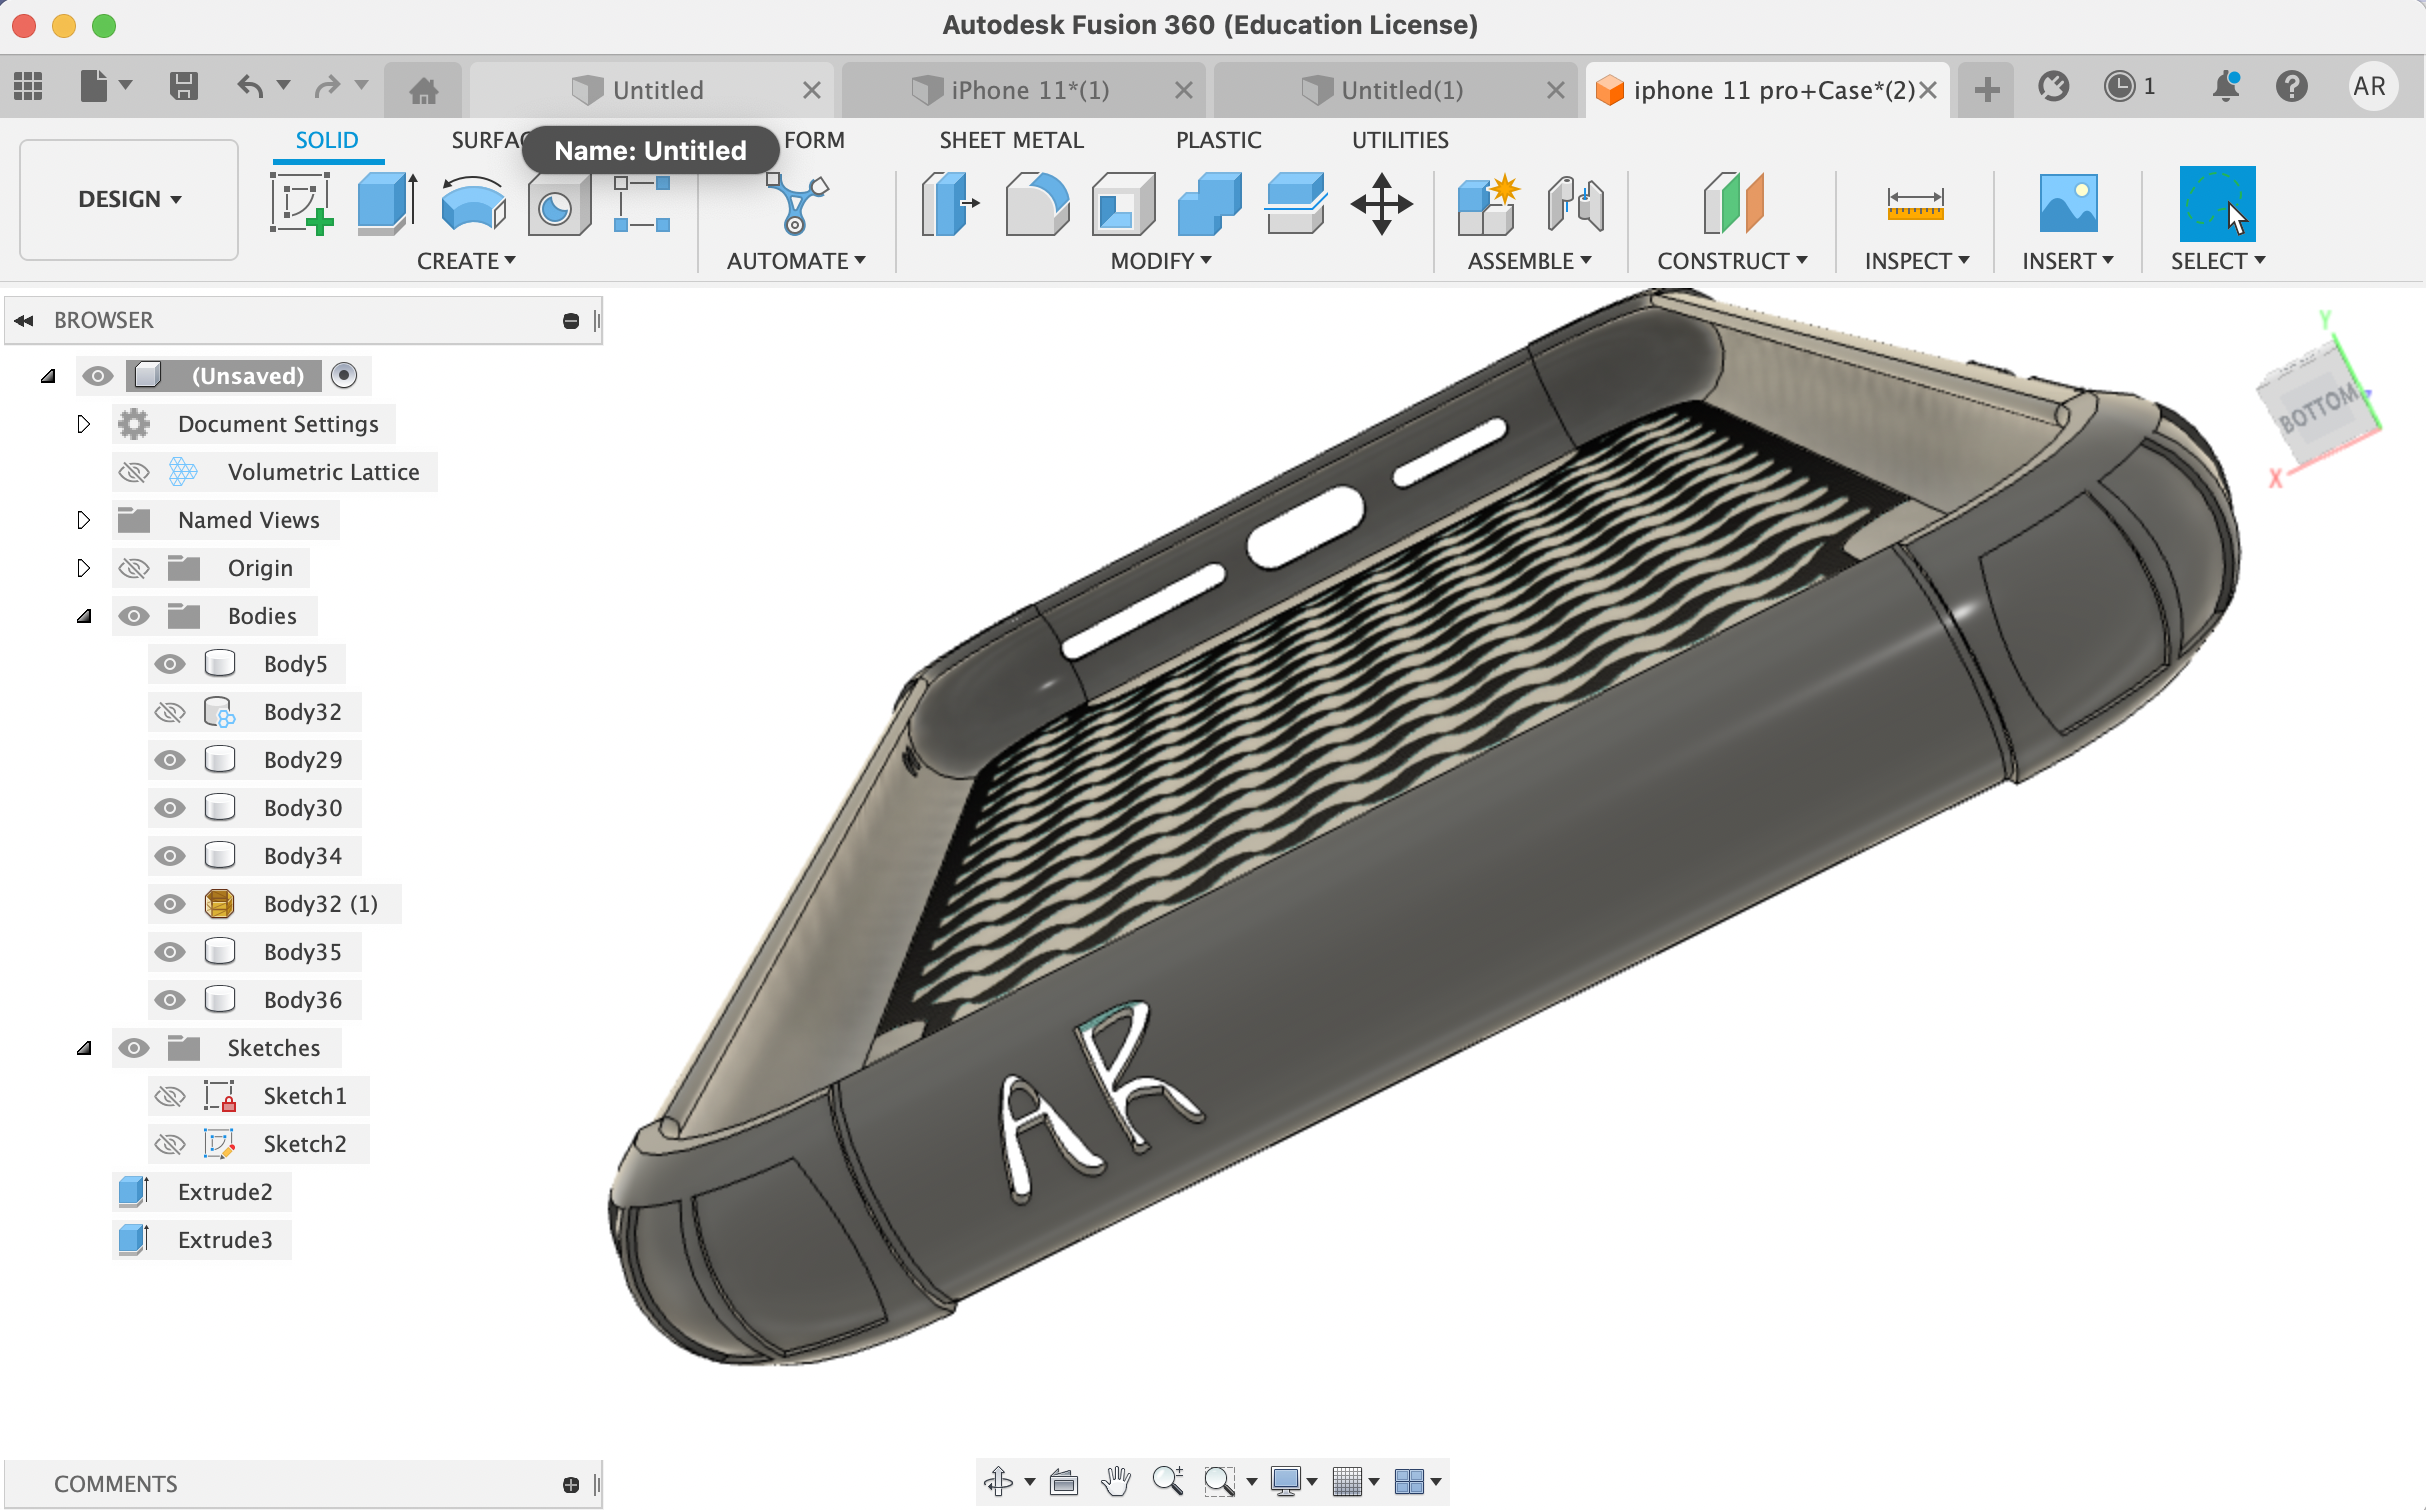 Autodesk Fusion 360 (Education License)
Untitled
iPhone 11*(1)
Untitled(1)
iphone 11 pro+Case*(2)
1
AR
SOLID
SURFAC
FORM
SHEET METAL
PLASTIC
UTILITIES
Name: Untitled
DESIGN
CREATE
AUTOMATE
MODIFY
ASSEMBLE
CONSTRUCT
INSPECT
INSERT
SELECT
BROWSER
(Unsaved)
Document Settings
Volumetric Lattice
Named Views
Origin
Bodies
Body5
Body32
Body29
Body30
Body34
Body32 (1)
Body35
Body36
Sketches
Sketch1
Sketch2
Extrude2
Extrude3
Y
BOTTOM
X
AR
COMMENTS